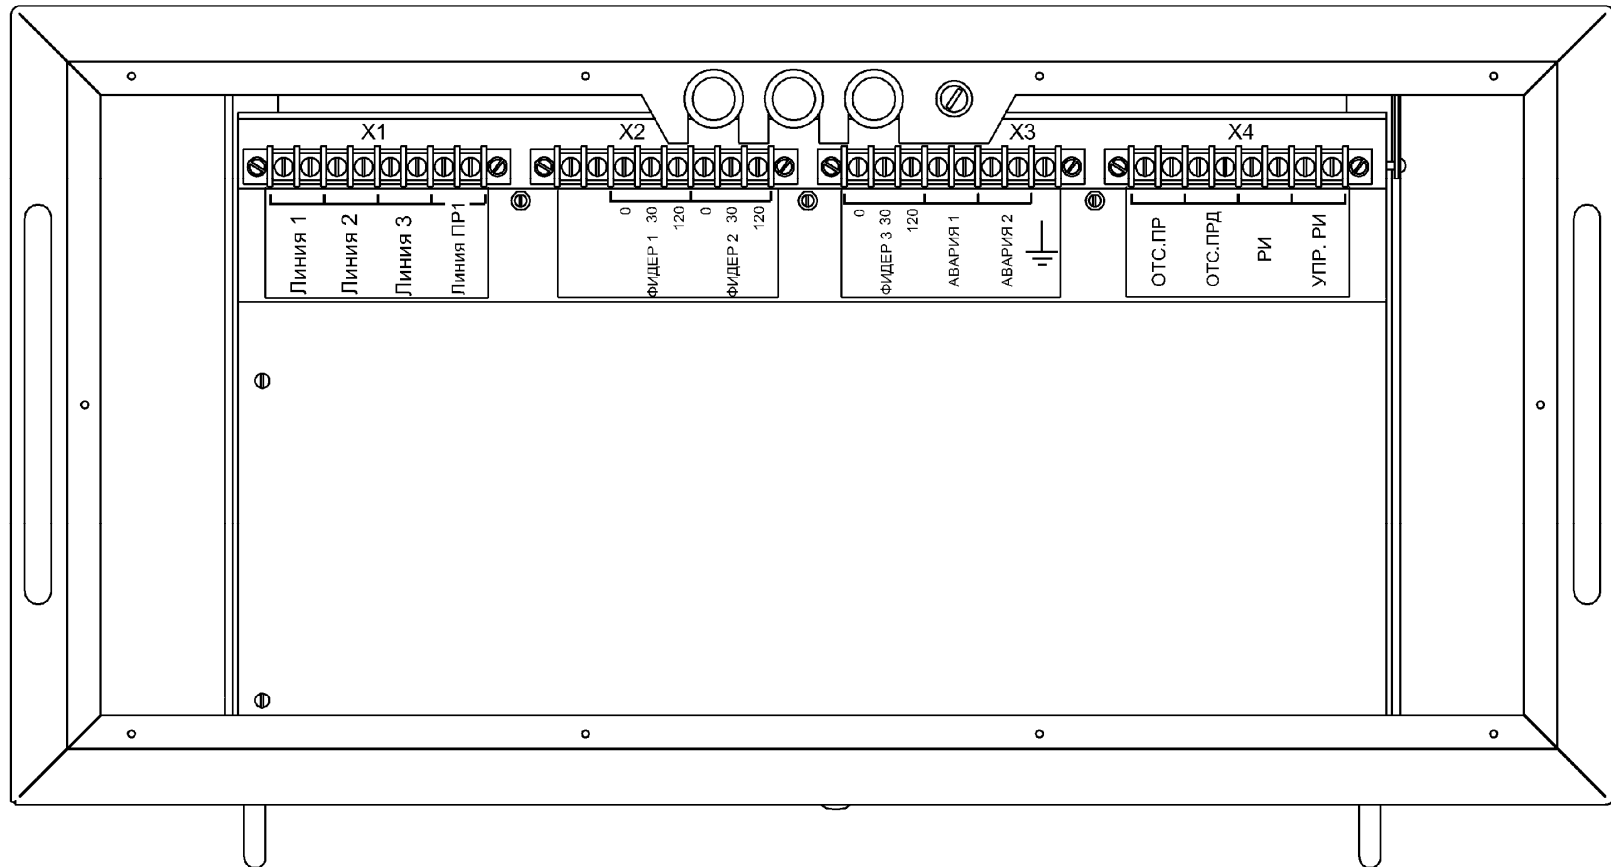 X1
X2
X3
X4
Линия 1
Линия 2
Линия 3
Линия ПР1
0
30
120
ФИДЕР 1
0
30
120
ФИДЕР 2
0
30
120
ФИДЕР 3
АВАРИЯ 1
АВАРИЯ 2
ОТС.ПР
ОТС.ПРД
РИ
УПР. РИ